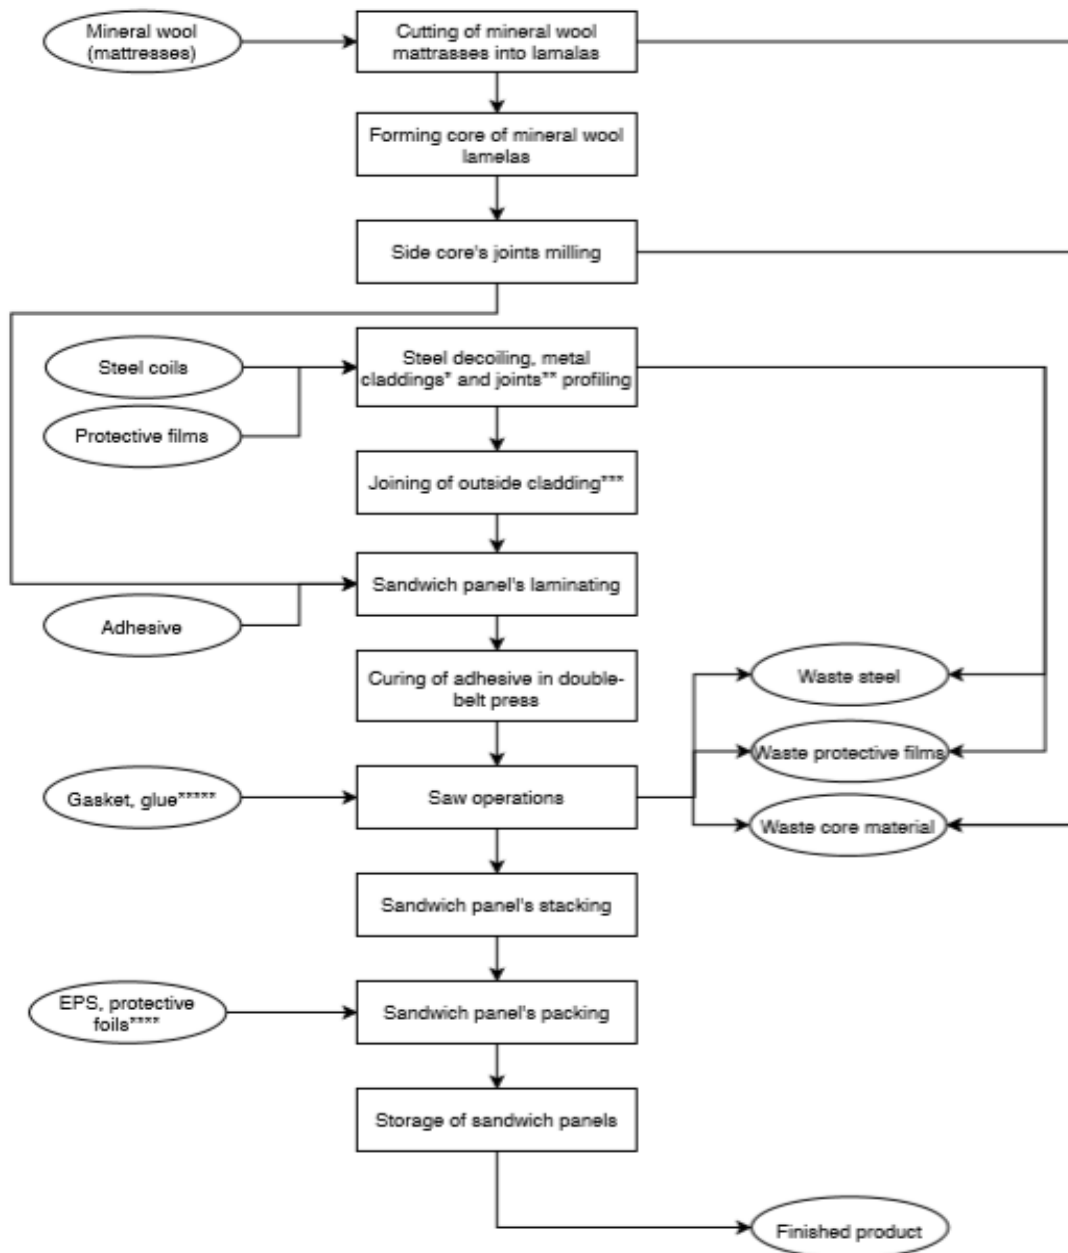 Mineral wool
(mattresses)
Cutting of mineral wool
mattrasses into lamalas
Forming core of mineral wool
lamelas
Side core's joints milling
Steel coils
Steel decoiling, metal
claddings* and joints** profiling
Protective films
Joining of outside cladding***
Sandwich panel's laminating
Adhesive
Curing of adhesive in double-
belt press
Waste steel
Waste protective films
Gasket, glue*****
Saw operations
Waste core material
Sandwich panel's stacking
EPS, protective
foils****
Sandwich panel's packing
Storage of sandwich panels
Finished product